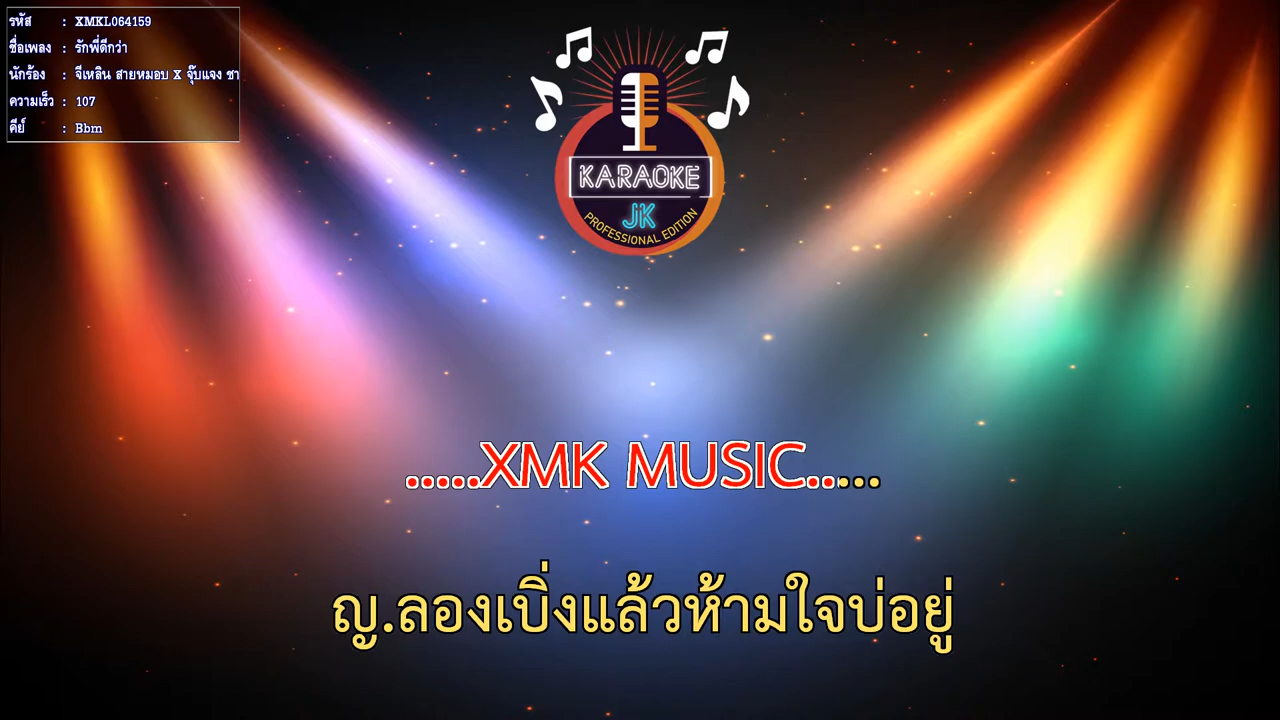 รหัส : XMKL064159
ชื่อเพลง : รักพี่ดีกว่า
นักร้อง : จีเหลิน สายหมอบ X จุ๊บแจง ชา
ความเร็ว : 107
คีย์ : Bbm
KARAOKE
JK
PROFESSIONAL EDITION
.....XMK MUSIC.....
ญ.ลองเบิ่งแล้วห้ามใจบ่อยู่